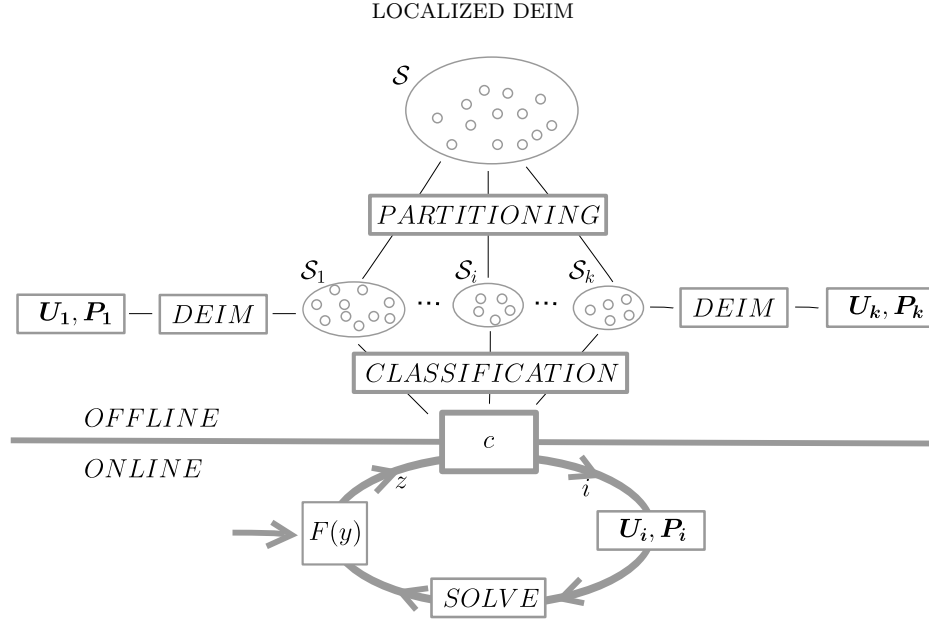 LOCALIZED DEIM
𝒮
PARTITIONING
𝒮₁ 𝒮ᵢ 𝒮ₖ
... ...
U₁, P₁ DEIM DEIM Uₖ, Pₖ
CLASSIFICATION
OFFLINE
c
ONLINE
z i
F(y) Uᵢ, Pᵢ
SOLVE